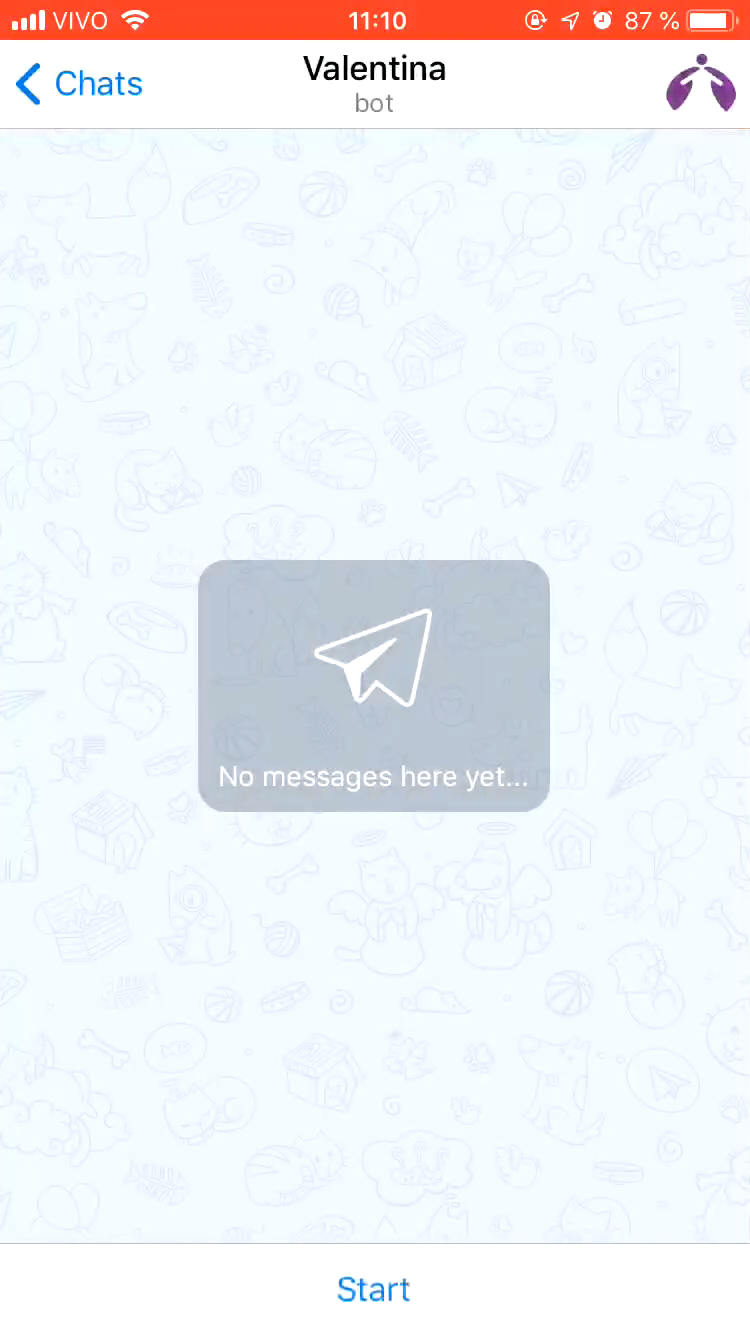 VIVO 11:10 87 %
Chats Valentina
bot
No messages here yet...
Start